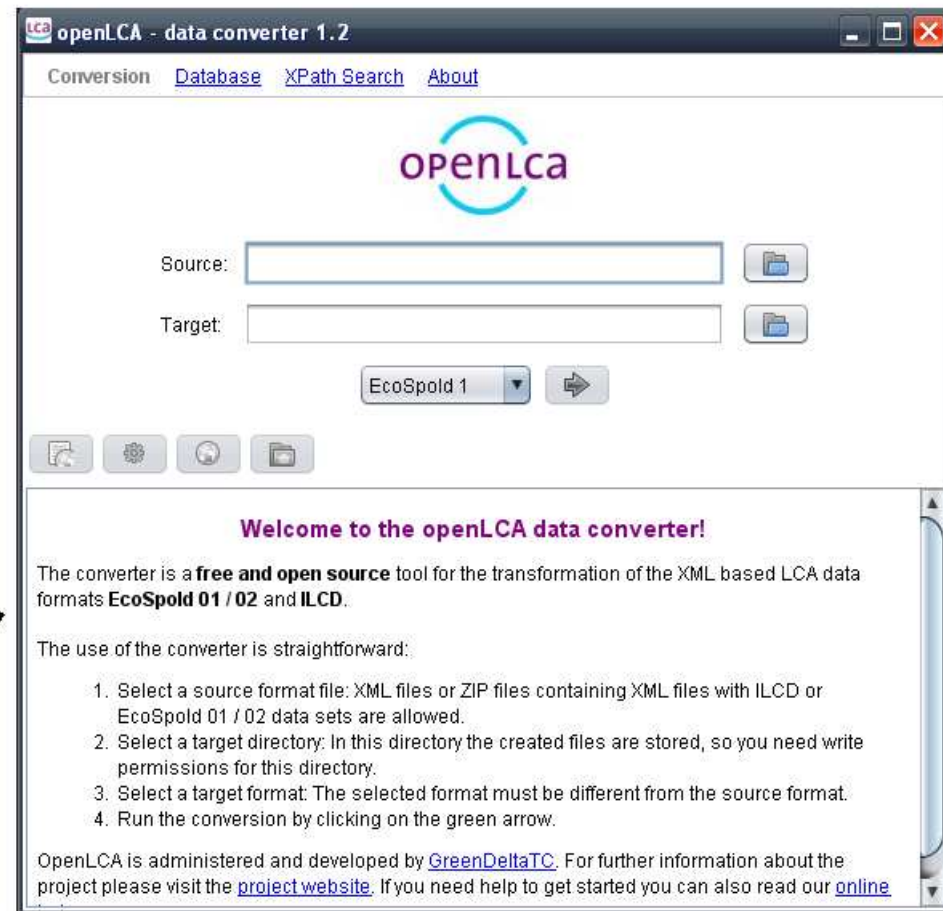 LCA openLCA - data converter 1.2
Conversion Database XPath Search About
openLca
Source:
Target:
EcoSpold 1
Welcome to the openLCA data converter!
The converter is a free and open source tool for the transformation of the XML based LCA data
formats EcoSpold 01 / 02 and ILCD.
The use of the converter is straightforward:
1. Select a source format file: XML files or ZIP files containing XML files with ILCD or
EcoSpold 01 / 02 data sets are allowed.
2. Select a target directory: In this directory the created files are stored, so you need write
permissions for this directory.
3. Select a target format: The selected format must be different from the source format.
4. Run the conversion by clicking on the green arrow.
OpenLCA is administered and developed by GreenDeltaTC. For further information about the
project please visit the project website. If you need help to get started you can also read our online